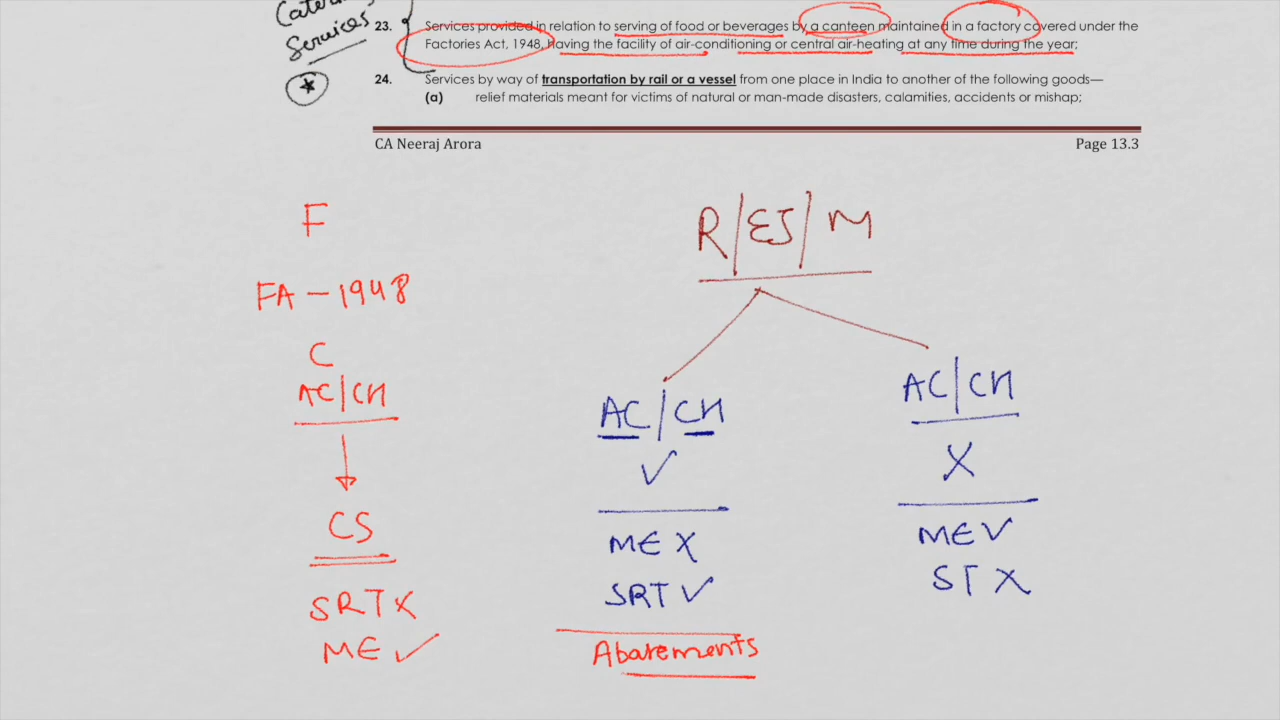 Services
23. Services provided in relation to serving of food or beverages by a canteen maintained in a factory covered under the
Factories Act, 1948, having the facility of air-conditioning or central air-heating at any time during the year;
24. Services by way of transportation by rail or a vessel from one place in India to another of the following goods—
(a) relief materials meant for victims of natural or man-made disasters, calamities, accidents or mishap;
CA Neeraj Arora Page 13.3
F
FA – 1948
C
AC/CH
CS
SRT X
ME ✓
R/EJ/M
AC/CH
✓
ME X
SRT ✓
Abatements
AC/CH
X
ME ✓
ST X